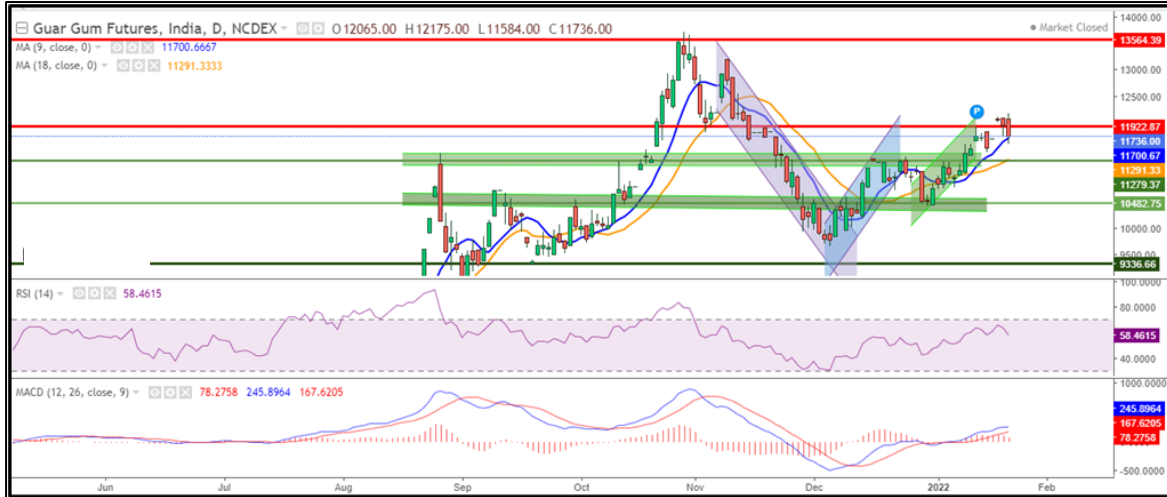 Guar Gum Futures, India, D, NCDEX O12065.00 H12175.00 L11584.00 C11736.00
Market Closed
MA (9, close, 0) 11700.6667
MA (18, close, 0) 11291.3333
P
14000.00
13564.39
13000.00
12500.00
11922.87
11736.00
11700.67
11291.33
11279.37
10482.75
10000.00
9500.00
9336.66
RSI (14) 58.4615
100.0000
80.0000
58.4615
40.0000
MACD (12, 26, close, 9) 78.2758 245.8964 167.6205
1000.0000
245.8964
167.6205
78.2758
-500.0000
Jun Jul Aug Sep Oct Nov Dec 2022 Feb